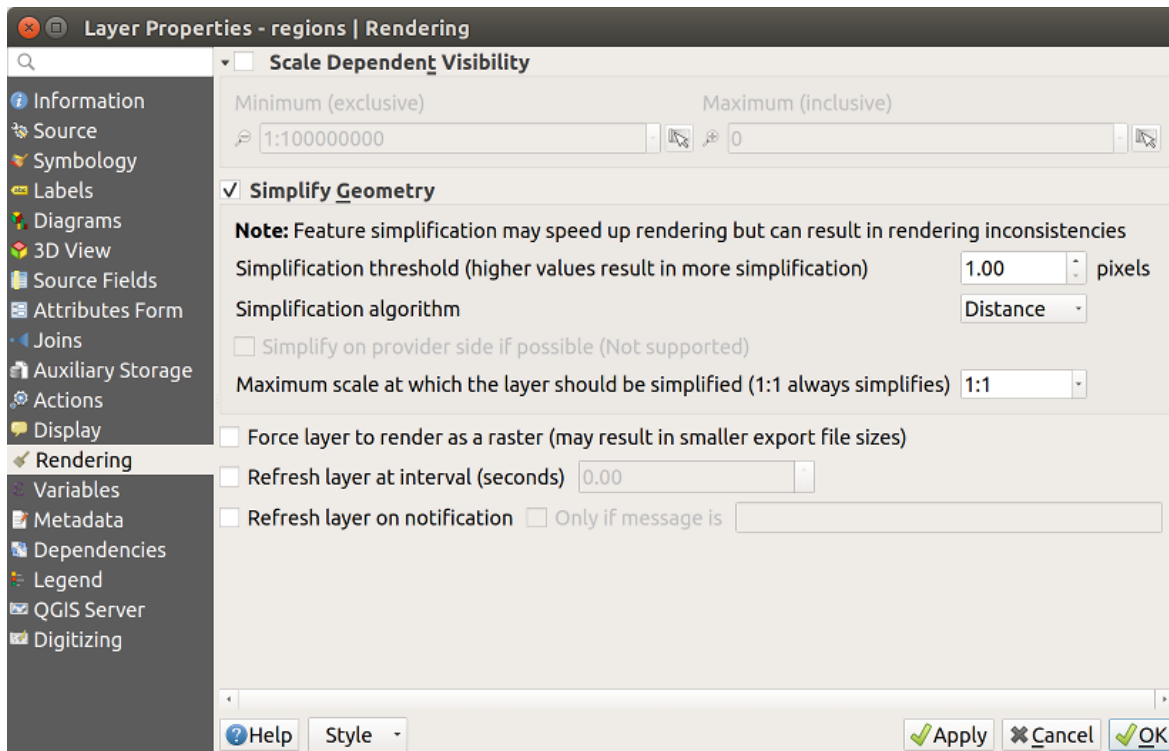 Layer Properties - regions | Rendering
Information
Source
Symbology
Labels
Diagrams
3D View
Source Fields
Attributes Form
Joins
Auxiliary Storage
Actions
Display
Rendering
Variables
Metadata
Dependencies
Legend
QGIS Server
Digitizing
Scale Dependent Visibility
Minimum (exclusive) Maximum (inclusive)
1:100000000 0
Simplify Geometry
Note: Feature simplification may speed up rendering but can result in rendering inconsistencies
Simplification threshold (higher values result in more simplification) 1.00 pixels
Simplification algorithm Distance
Simplify on provider side if possible (Not supported)
Maximum scale at which the layer should be simplified (1:1 always simplifies) 1:1
Force layer to render as a raster (may result in smaller export file sizes)
Refresh layer at interval (seconds) 0.00
Refresh layer on notification Only if message is
Help Style Apply Cancel OK